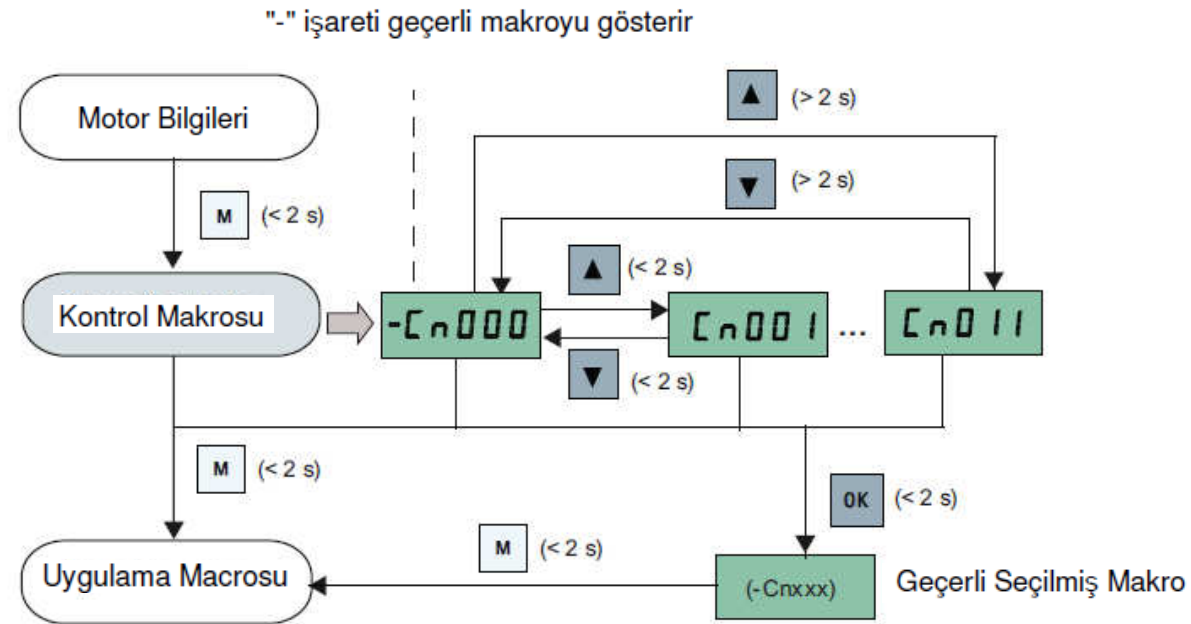 "-" işareti geçerli makroyu gösterir
Motor Bilgileri
▲ (> 2 s)
▼ (> 2 s)
M (< 2 s)
▲ (< 2 s)
Kontrol Makrosu
-Cn000
Cn001
...
Cn011
▼ (< 2 s)
M (< 2 s)
OK (< 2 s)
M (< 2 s)
Uygulama Macrosu
(-Cnxxx)
Geçerli Seçilmiş Makro